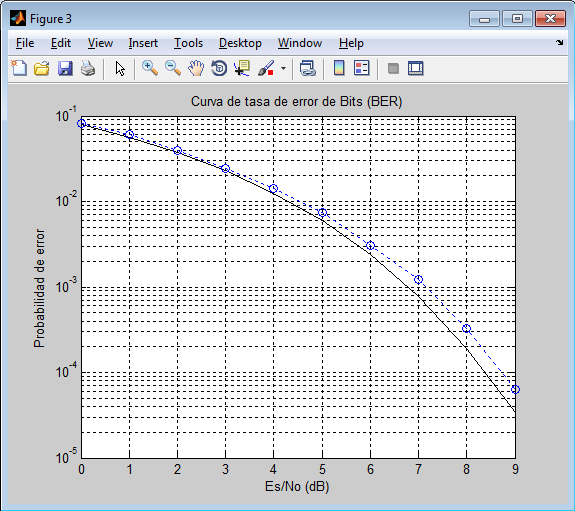 Figure 3
File Edit View Insert Tools Desktop Window Help
Curva de tasa de error de Bits (BER)
10^-1
10^-2
10^-3
10^-4
10^-5
Probabilidad de error
0 1 2 3 4 5 6 7 8 9
Es/No (dB)